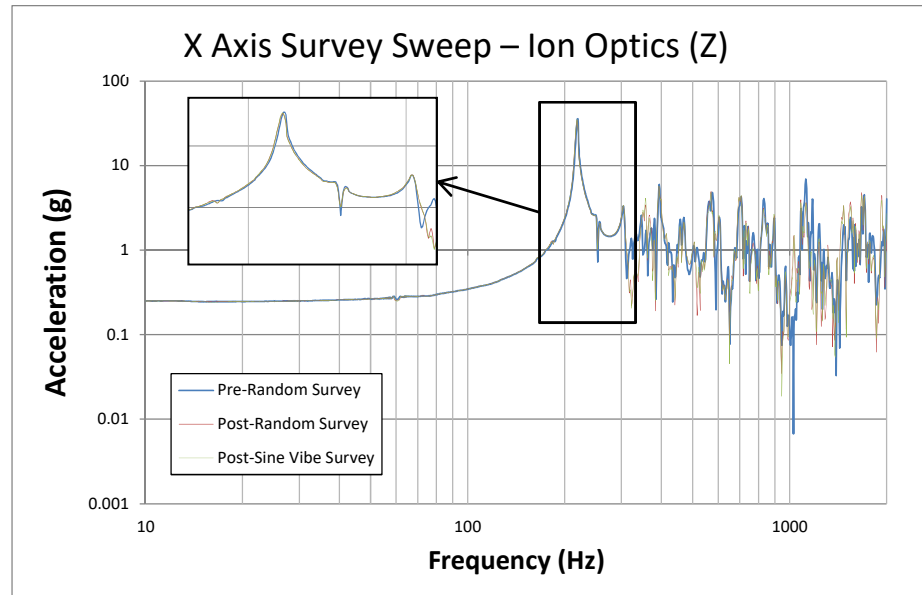 X Axis Survey Sweep – Ion Optics (Z)
100
10
1
0.1
0.01
0.001
Acceleration (g)
Pre-Random Survey
Post-Random Survey
Post-Sine Vibe Survey
10
100
1000
Frequency (Hz)